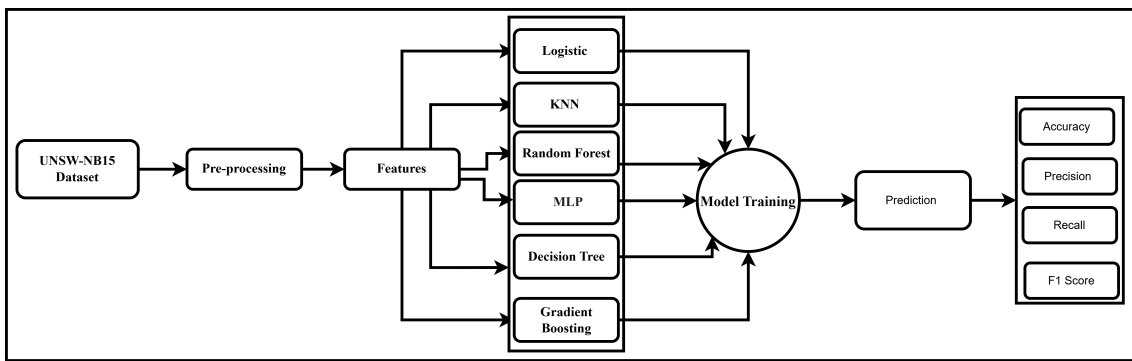 UNSW-NB15
Dataset
Pre-processing
Features
Logistic
KNN
Random Forest
MLP
Decision Tree
Gradient
Boosting
Model Training
Prediction
Accuracy
Precision
Recall
F1 Score